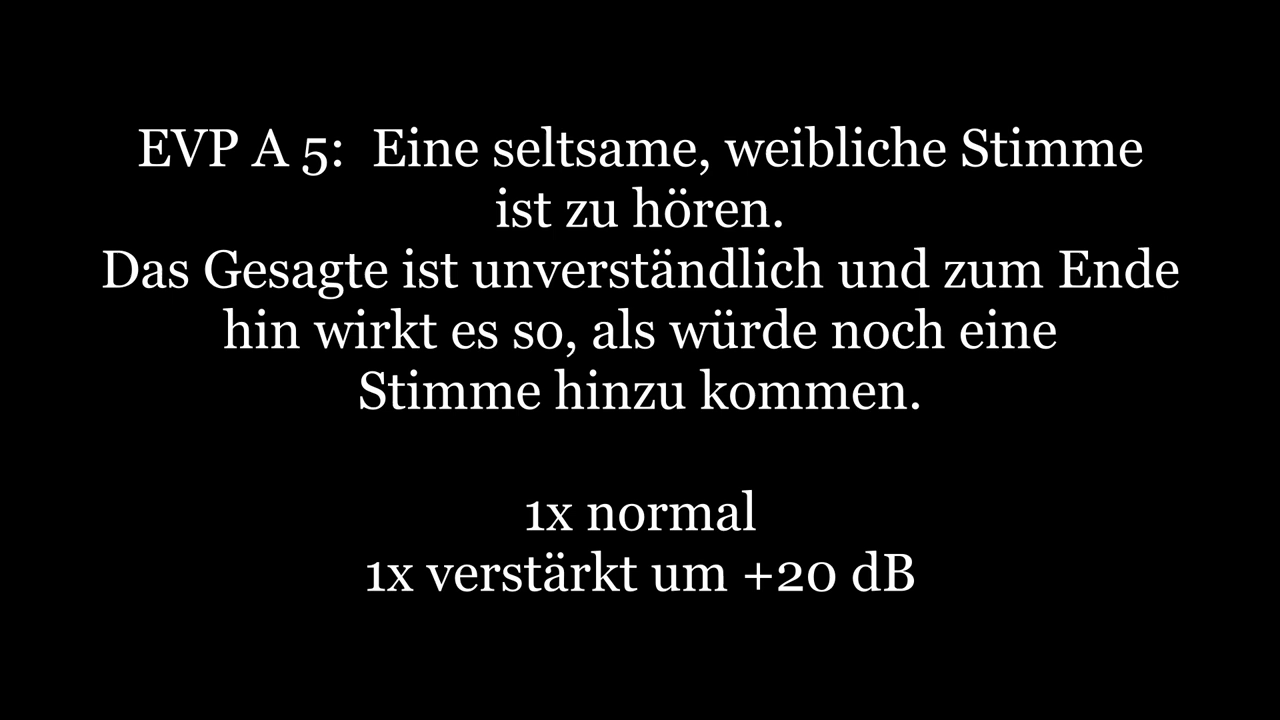 EVP A 5:  Eine seltsame, weibliche Stimme
ist zu hören.
Das Gesagte ist unverständlich und zum Ende
hin wirkt es so, als würde noch eine
Stimme hinzu kommen.
1x normal
1x verstärkt um +20 dB